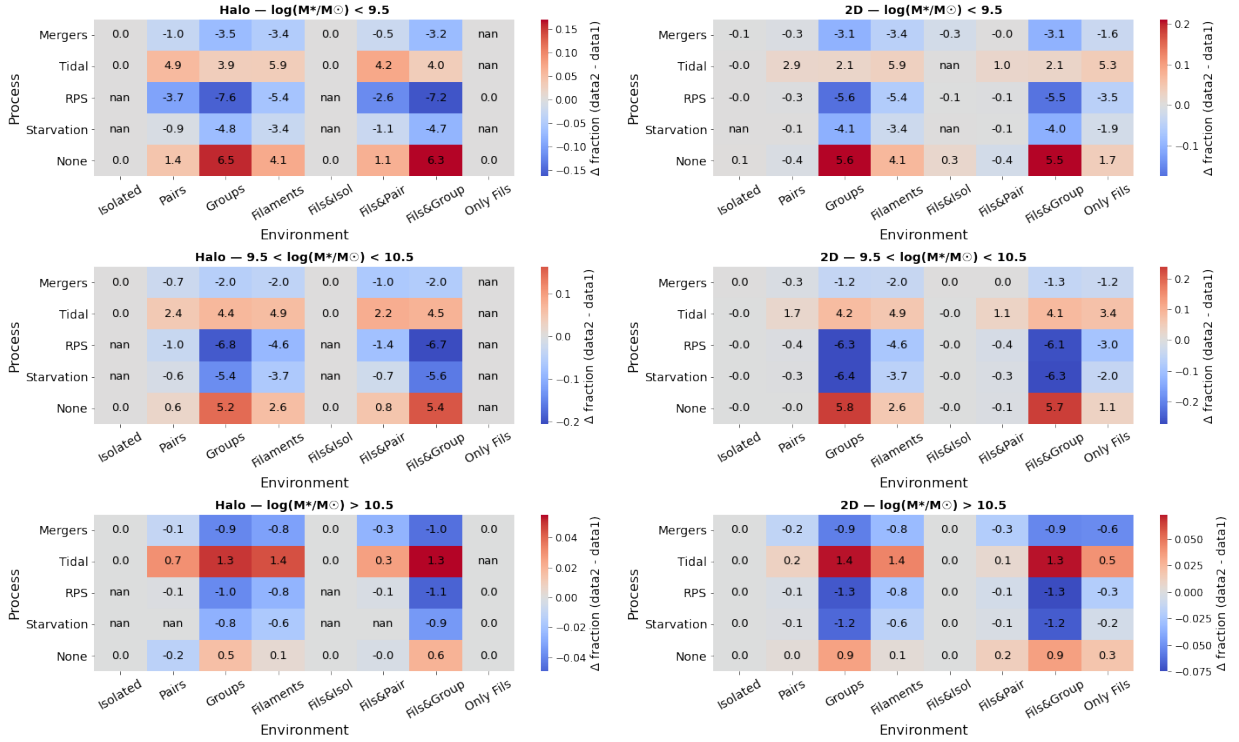 Halo — log(M*/M☉) < 9.5
Mergers 0.0 -1.0 -3.5 -3.4 0.0 -0.5 -3.2 nan
Tidal 0.0 4.9 3.9 5.9 0.0 4.2 4.0 nan
RPS nan -3.7 -7.6 -5.4 nan -2.6 -7.2 0.0
Starvation nan -0.9 -4.8 -3.4 nan -1.1 -4.7 0.0
None 0.0 1.4 6.5 4.1 0.0 1.1 6.3 0.0
Process
Isolated Pairs Groups Filaments Fils&Isol Fils&Pair Fils&Group Only Fils
Environment
0.15
0.10
0.05
0.00
−0.05
−0.10
−0.15
Δ fraction (data2 - data1)
2D — log(M*/M☉) < 9.5
Mergers -0.1 -0.3 -3.1 -3.4 -0.3 -0.0 -3.1 -1.6
Tidal -0.0 2.9 2.1 5.9 nan 1.0 2.1 5.3
RPS -0.0 -0.3 -5.6 -5.4 -0.1 -0.1 -5.5 -3.5
Starvation nan -0.1 -4.1 -3.4 nan -0.1 -4.0 -1.9
None 0.1 -0.4 5.6 4.1 0.3 -0.4 5.5 1.7
Process
Isolated Pairs Groups Filaments Fils&Isol Fils&Pair Fils&Group Only Fils
Environment
0.2
0.1
0.0
−0.1
Δ fraction (data2 - data1)
Halo — 9.5 < log(M*/M☉) < 10.5
Mergers 0.0 -0.7 -2.0 -2.0 0.0 -1.0 -2.0 nan
Tidal 0.0 2.4 4.4 4.9 0.0 2.2 4.5 nan
RPS nan -1.0 -6.8 -4.6 nan -1.4 -6.7 nan
Starvation nan -0.6 -5.4 -3.7 nan -0.7 -5.6 nan
None 0.0 0.6 5.2 2.6 0.0 0.8 5.4 nan
Process
Isolated Pairs Groups Filaments Fils&Isol Fils&Pair Fils&Group Only Fils
Environment
0.1
0.0
−0.1
−0.2
Δ fraction (data2 - data1)
2D — 9.5 < log(M*/M☉) < 10.5
Mergers -0.0 -0.3 -1.2 -2.0 -0.0 0.0 -1.3 -1.2
Tidal -0.0 1.7 4.2 4.9 -0.0 1.1 4.1 3.4
RPS -0.0 -0.4 -6.3 -4.6 -0.0 -0.4 -6.1 -3.0
Starvation -0.0 -0.3 -6.4 -3.7 -0.0 -0.3 -6.3 -2.0
None -0.0 -0.0 5.8 2.6 -0.0 -0.1 5.7 1.1
Process
Isolated Pairs Groups Filaments Fils&Isol Fils&Pair Fils&Group Only Fils
Environment
0.2
0.1
0.0
−0.1
−0.2
Δ fraction (data2 - data1)
Halo — log(M*/M☉) > 10.5
Mergers 0.0 -0.1 -0.9 -0.8 0.0 -0.3 -1.0 0.0
Tidal 0.0 0.7 1.3 1.4 0.0 0.3 1.3 nan
RPS nan -0.1 -1.0 -0.8 nan -0.1 -1.1 0.0
Starvation nan nan -0.8 -0.6 nan nan -0.9 0.0
None 0.0 -0.2 0.5 0.1 0.0 -0.0 0.6 0.0
Process
Isolated Pairs Groups Filaments Fils&Isol Fils&Pair Fils&Group Only Fils
Environment
0.04
0.02
0.00
−0.02
−0.04
Δ fraction (data2 - data1)
2D — log(M*/M☉) > 10.5
Mergers 0.0 -0.2 -0.9 -0.8 0.0 -0.3 -0.9 -0.6
Tidal 0.0 0.2 1.4 1.4 0.0 0.1 1.3 0.5
RPS 0.0 -0.1 -1.3 -0.8 0.0 -0.1 -1.3 -0.3
Starvation 0.0 -0.1 -1.2 -0.6 0.0 -0.1 -1.2 -0.2
None 0.0 0.0 0.9 0.1 0.0 0.2 0.9 0.3
Process
Isolated Pairs Groups Filaments Fils&Isol Fils&Pair Fils&Group Only Fils
Environment
0.050
0.025
0.000
−0.025
−0.050
−0.075
Δ fraction (data2 - data1)